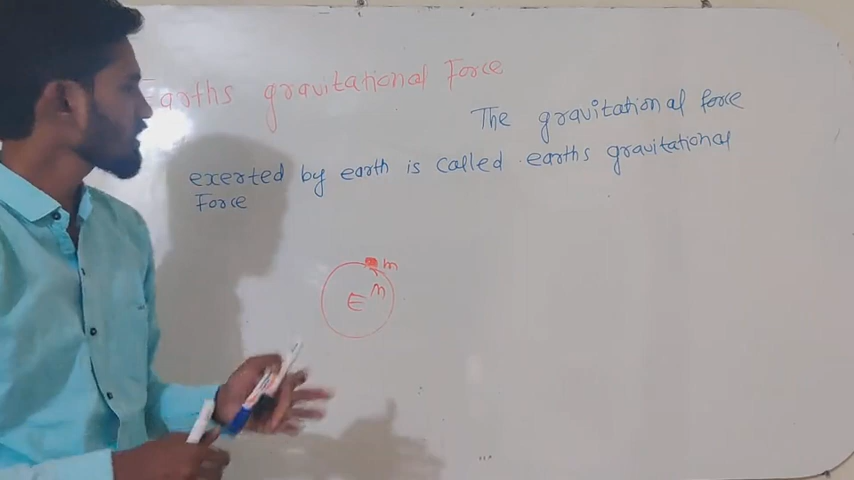 Earths gravitational Force
The gravitational force
exerted by earth is called earths gravitational
Force
m
E M